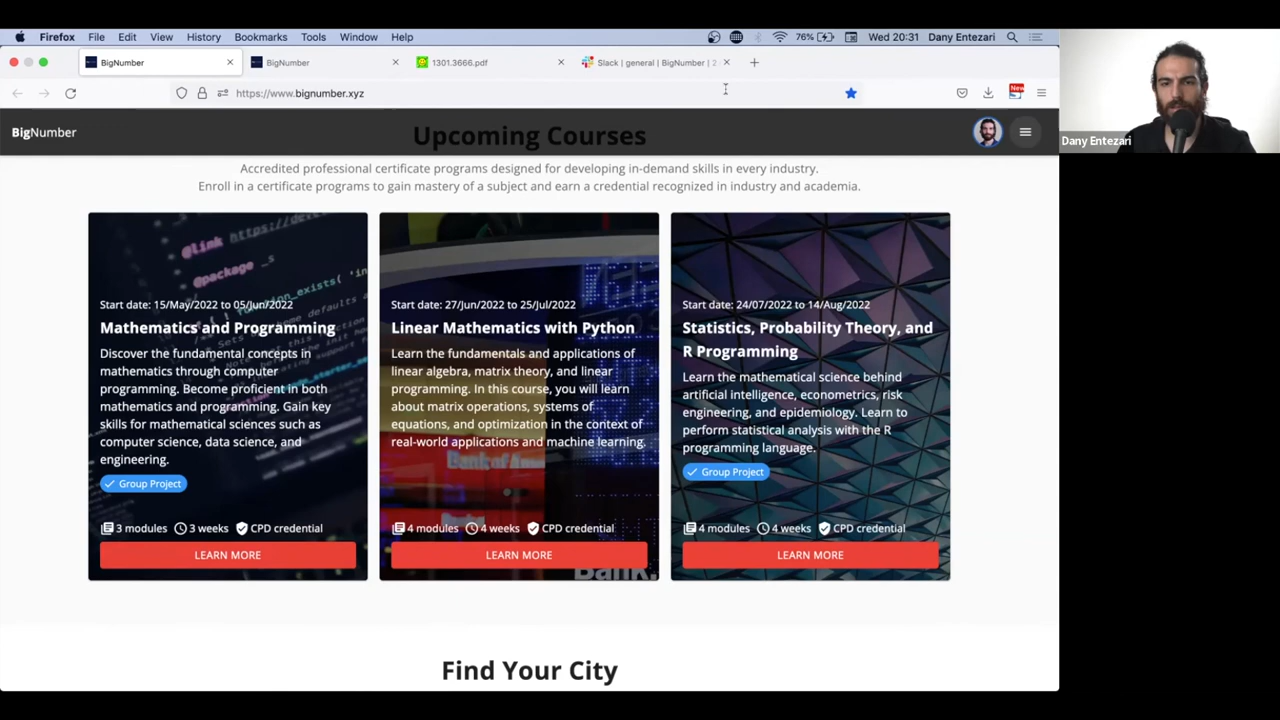 Firefox File Edit View History Bookmarks Tools Window Help 76% Wed 20:31 Dany Entezari
BigNumber BigNumber 1301.3666.pdf Slack | general | BigNumber | 2
https://www.bignumber.xyz New
BigNumber
Dany Entezari
Upcoming Courses
Accredited professional certificate programs designed for developing in-demand skills in every industry.
Enroll in a certificate programs to gain mastery of a subject and earn a credential recognized in industry and academia.
@link https://deve
@package _s
_exists( 'in
Start date: 15/May/2022 to 05/Jun/2022
Mathematics and Programming
Discover the fundamental concepts in
mathematics through computer
programming. Become proficient in both
mathematics and programming. Gain key
skills for mathematical sciences such as
computer science, data science, and
engineering.
Group Project
3 modules 3 weeks CPD credential
LEARN MORE
Start date: 27/Jun/2022 to 25/Jul/2022
Linear Mathematics with Python
Learn the fundamentals and applications of
linear algebra, matrix theory, and linear
programming. In this course, you will learn
about matrix operations, systems of
equations, and optimization in the context of
real-world applications and machine learning.
4 modules 4 weeks CPD credential
LEARN MORE
Bank.
Start date: 24/07/2022 to 14/Aug/2022
Statistics, Probability Theory, and
R Programming
Learn the mathematical science behind
artificial intelligence, econometrics, risk
engineering, and epidemiology. Learn to
perform statistical analysis with the R
programming language.
Group Project
4 modules 4 weeks CPD credential
LEARN MORE
Find Your City